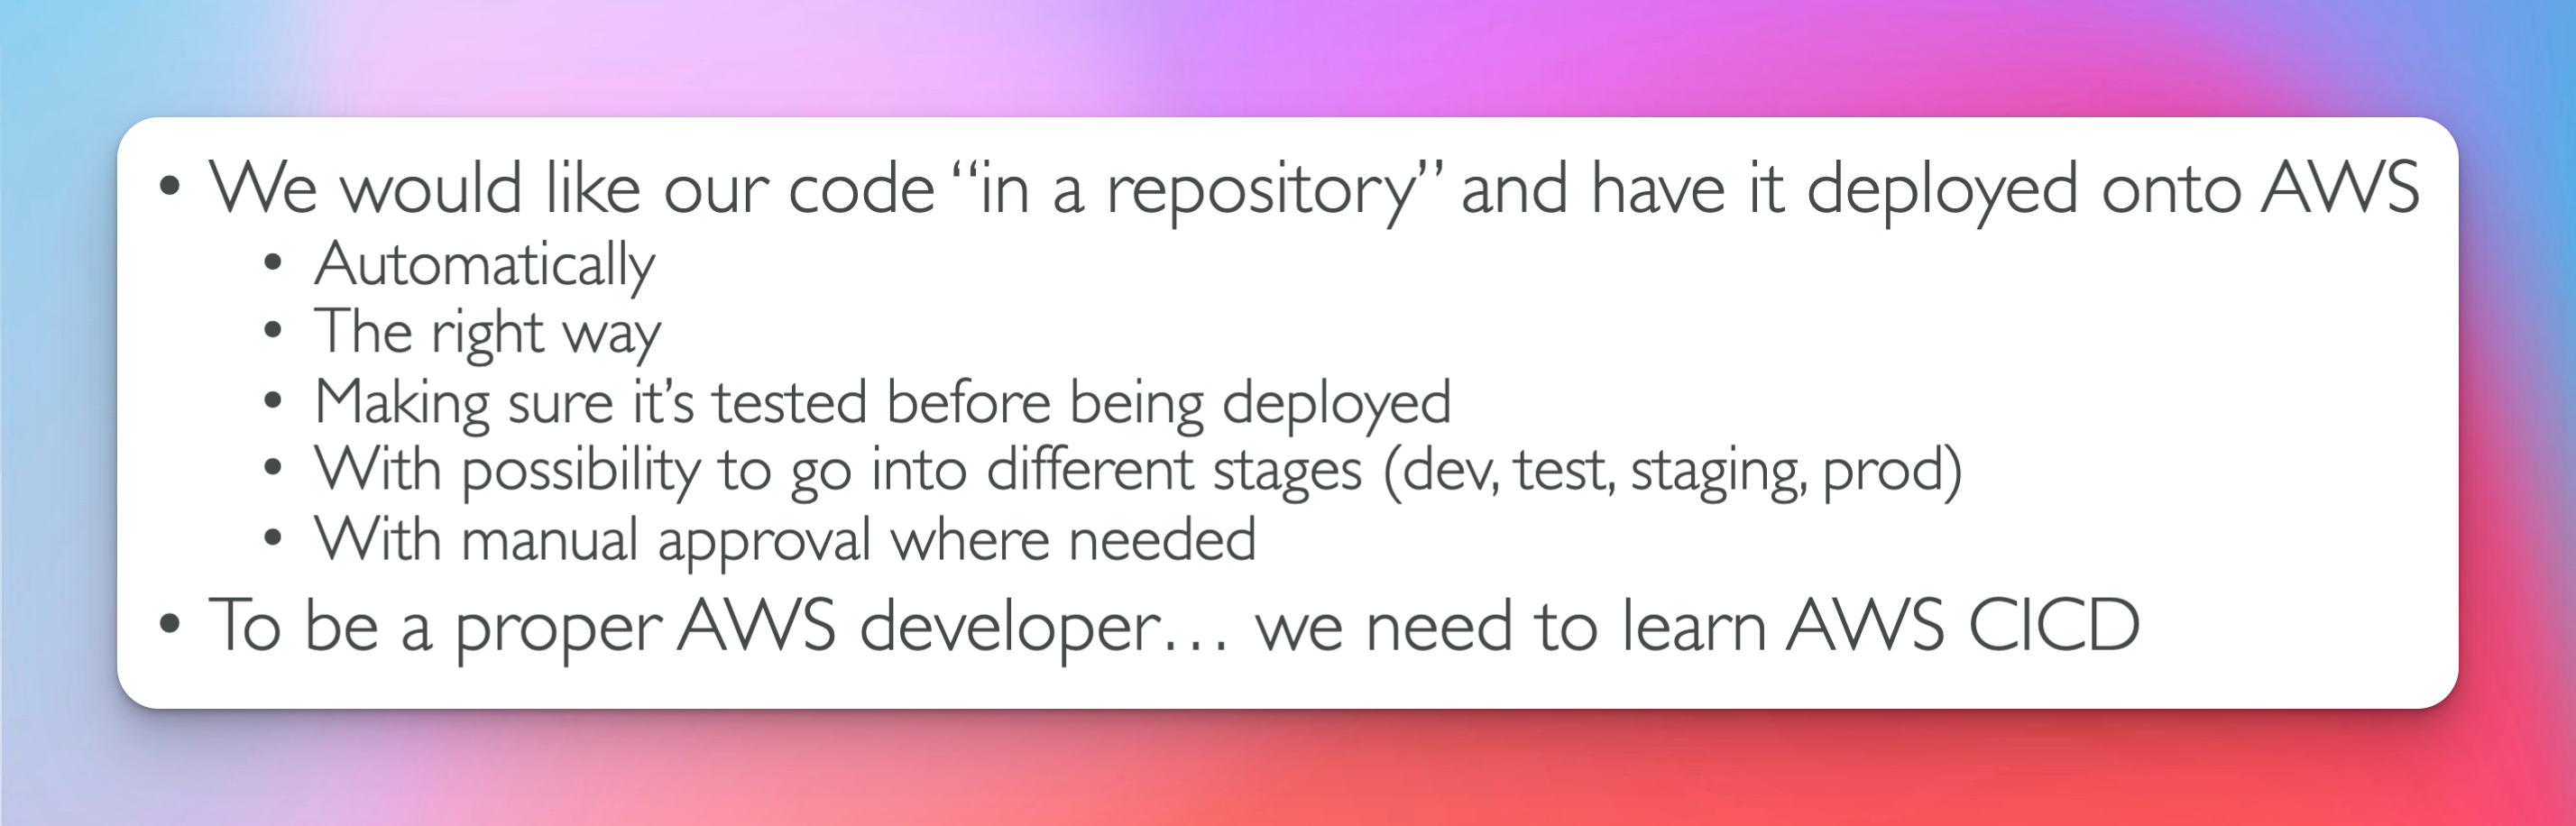 • We would like our code “in a repository” and have it deployed onto AWS
• Automatically
• The right way
• Making sure it’s tested before being deployed
• With possibility to go into different stages (dev, test, staging, prod)
• With manual approval where needed
• To be a proper AWS developer… we need to learn AWS CICD